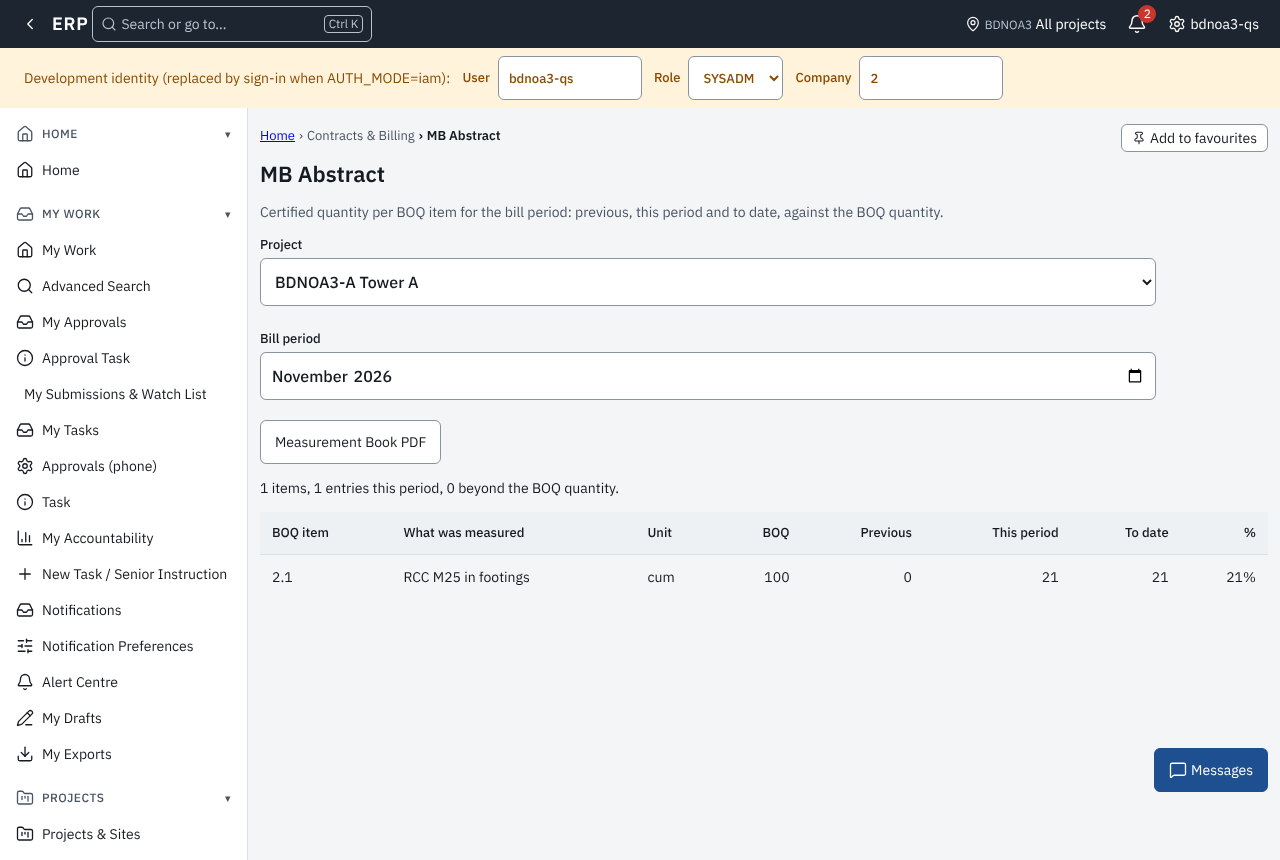 ERP
Search or go to...
Ctrl K
BDNOA3 All projects
2
bdnoa3-qs
Development identity (replaced by sign-in when AUTH_MODE=iam):
User
bdnoa3-qs
Role
SYSADM
Company
2
HOME
Home
MY WORK
My Work
Advanced Search
My Approvals
Approval Task
My Submissions & Watch List
My Tasks
Approvals (phone)
Task
My Accountability
New Task / Senior Instruction
Notifications
Notification Preferences
Alert Centre
My Drafts
My Exports
PROJECTS
Projects & Sites
Home › Contracts & Billing › MB Abstract
Add to favourites
MB Abstract
Certified quantity per BOQ item for the bill period: previous, this period and to date, against the BOQ quantity.
Project
BDNOA3-A Tower A
Bill period
November 2026
Measurement Book PDF
1 items, 1 entries this period, 0 beyond the BOQ quantity.
BOQ item What was measured Unit BOQ Previous This period To date %
2.1 RCC M25 in footings cum 100 0 21 21 21%
Messages